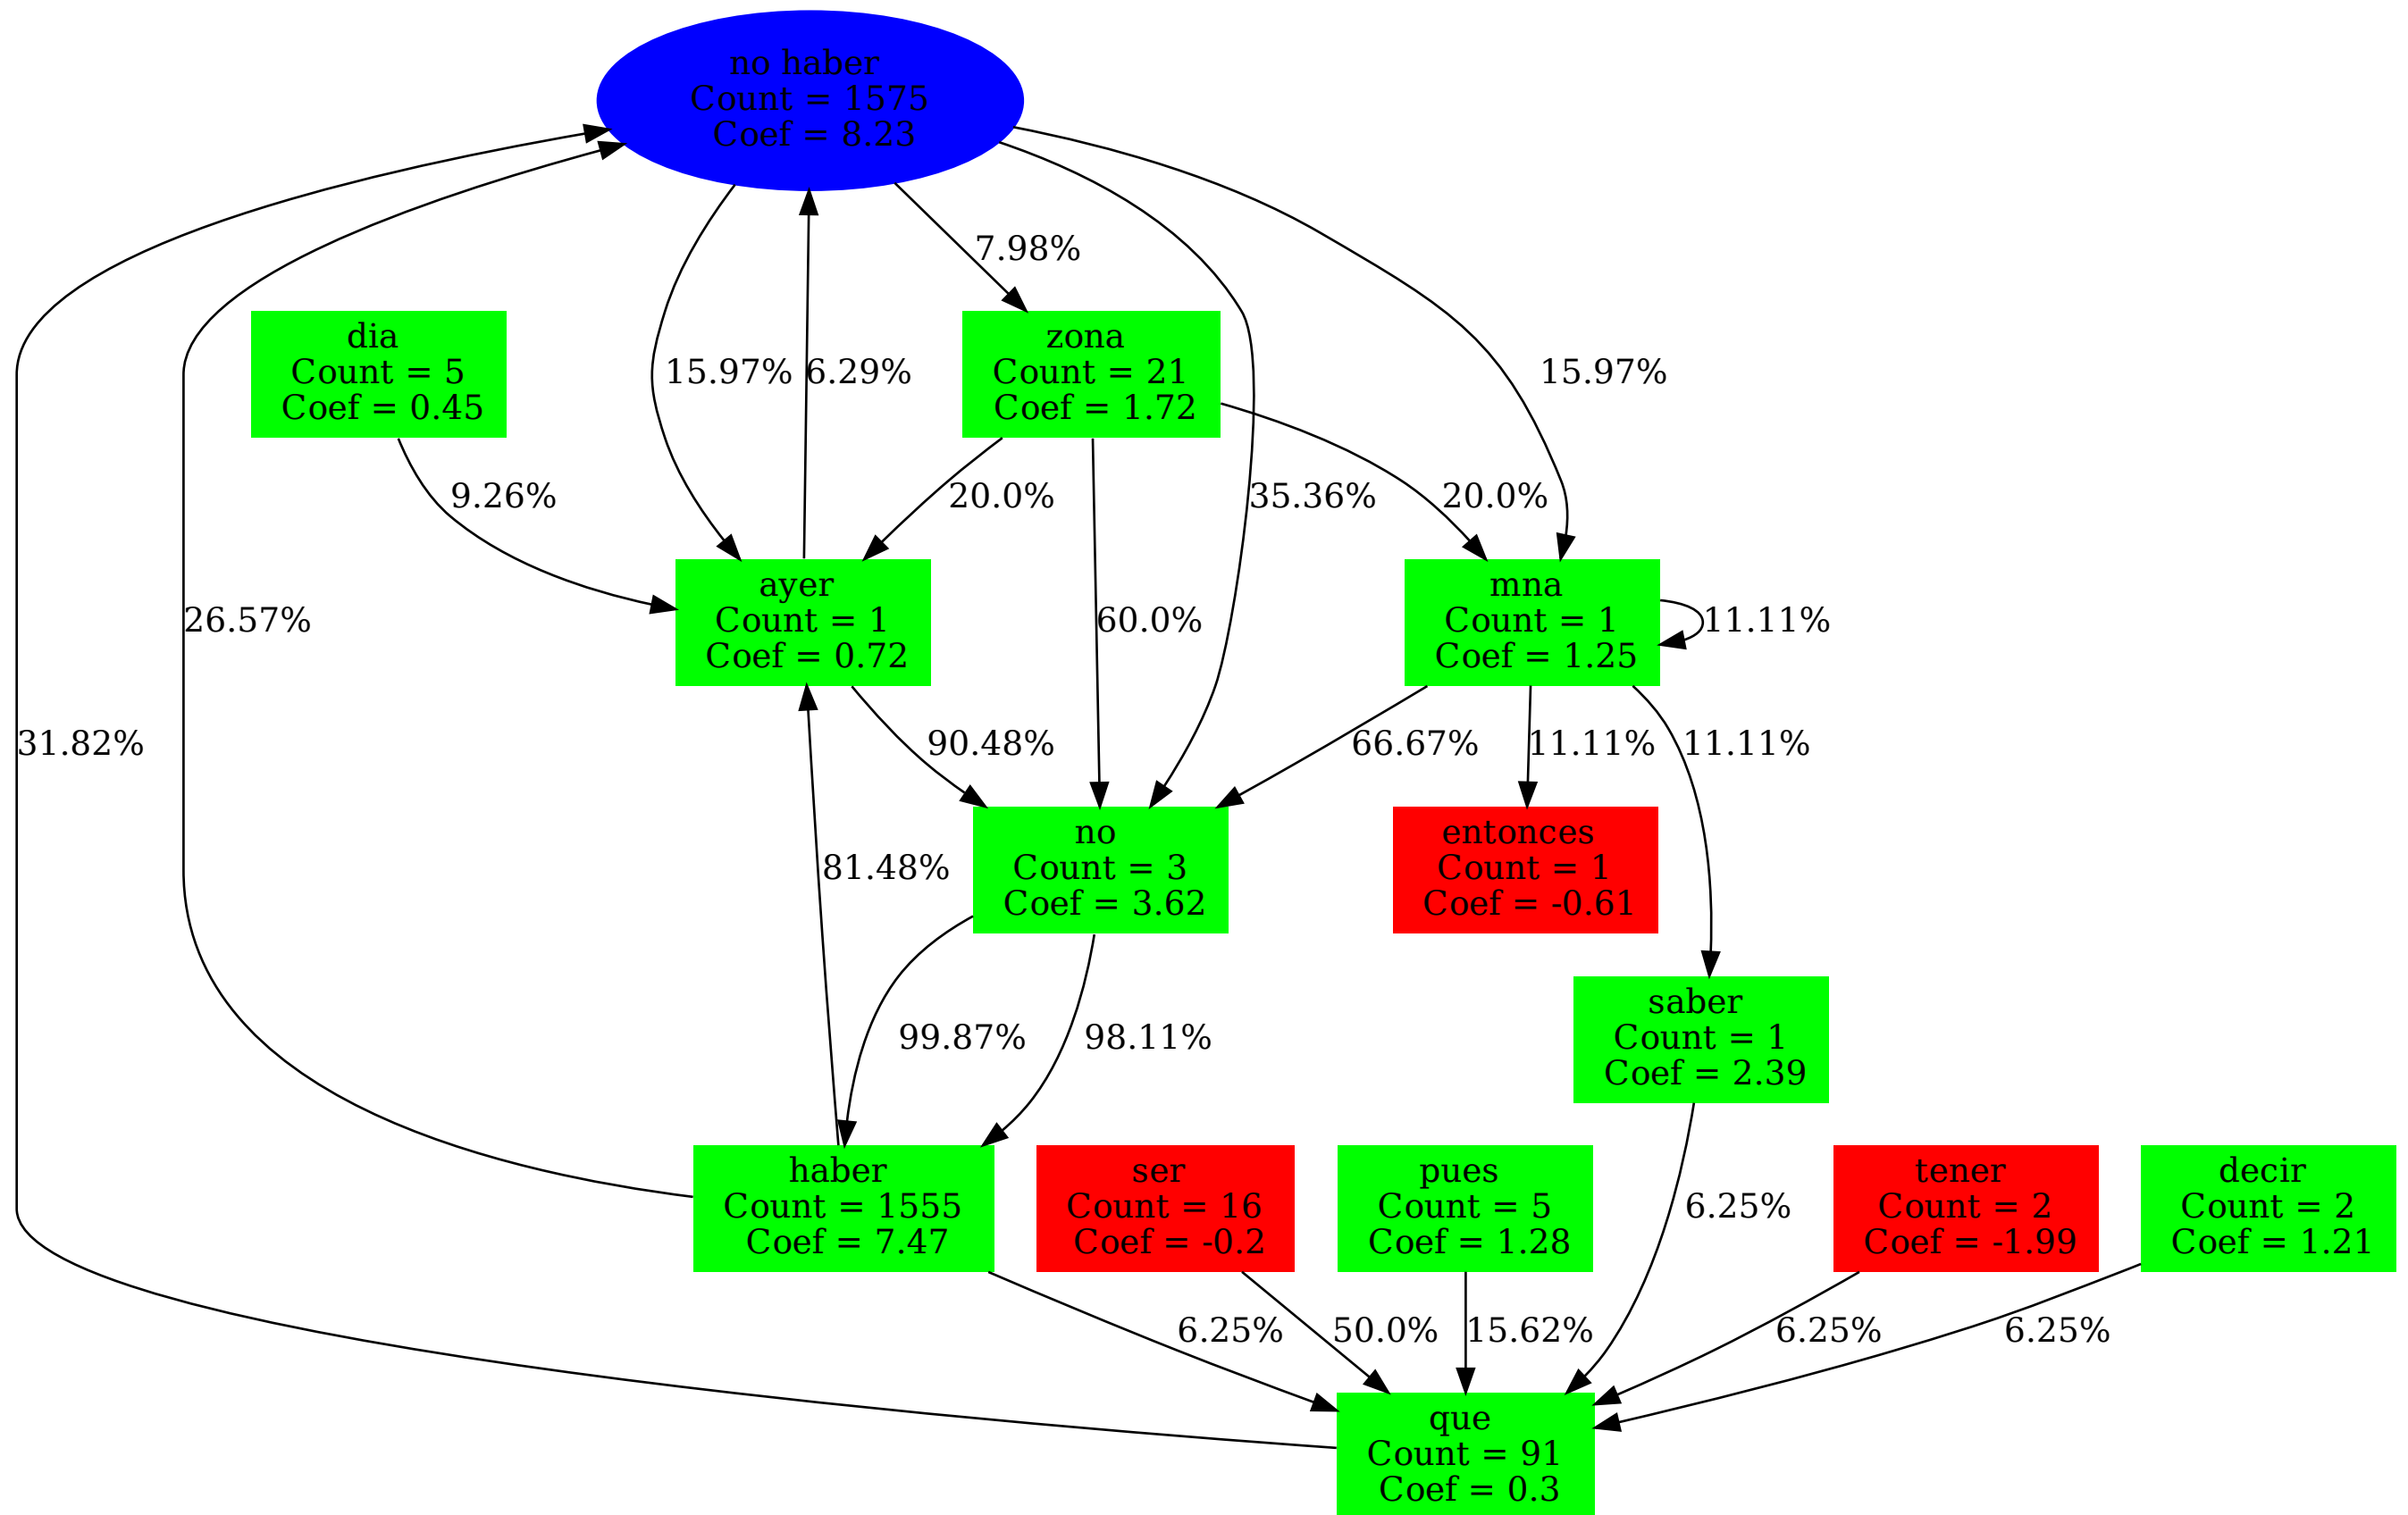 no haber
Count = 1575
Coef = 8.23
7.98%
dia
Count = 5
Coef = 0.45
15.97%
6.29%
zona
Count = 21
Coef = 1.72
15.97%
9.26%
20.0%
35.36%
20.0%
26.57%
ayer
Count = 1
Coef = 0.72
60.0%
mna
Count = 1
Coef = 1.25
11.11%
31.82%
90.48%
66.67%
11.11%
11.11%
81.48%
no
Count = 3
Coef = 3.62
entonces
Count = 1
Coef = -0.61
99.87%
98.11%
saber
Count = 1
Coef = 2.39
haber
Count = 1555
Coef = 7.47
ser
Count = 16
Coef = -0.2
pues
Count = 5
Coef = 1.28
6.25%
tener
Count = 2
Coef = -1.99
decir
Count = 2
Coef = 1.21
6.25%
50.0%
15.62%
6.25%
6.25%
que
Count = 91
Coef = 0.3